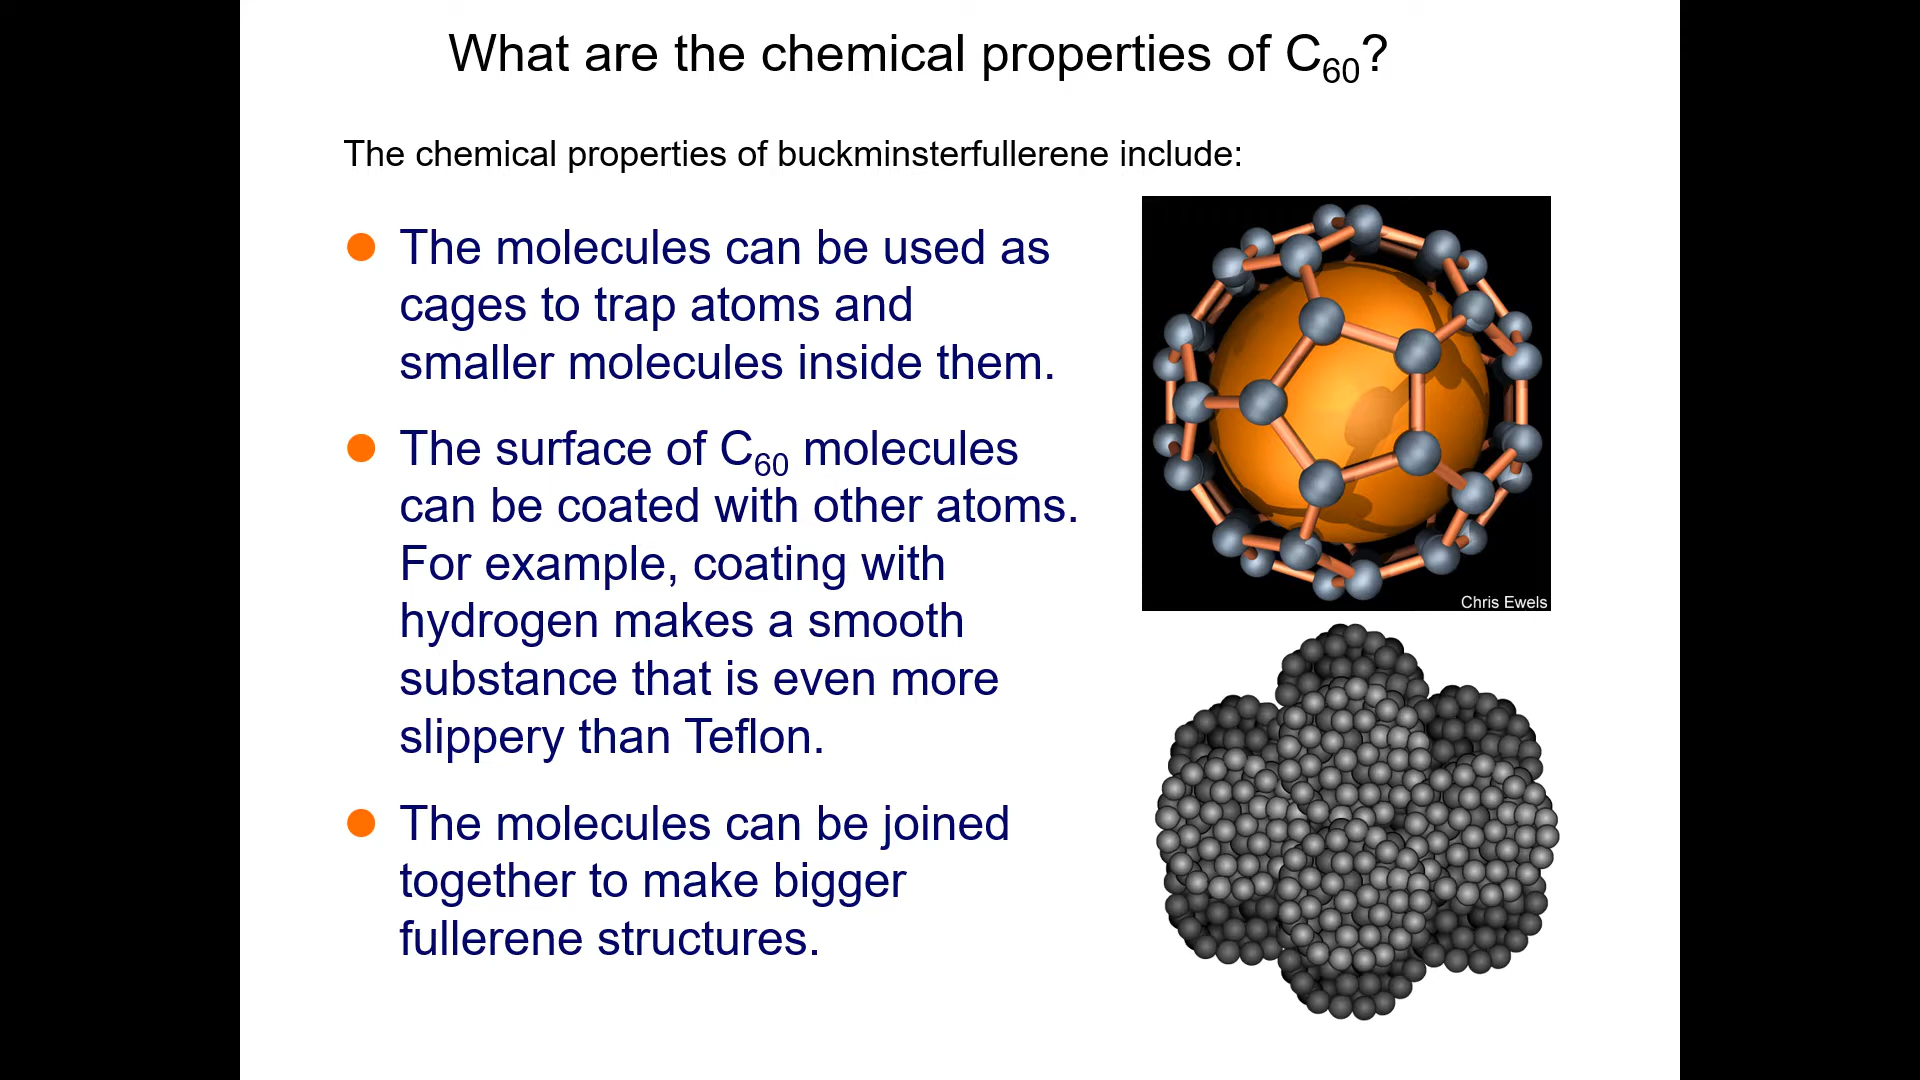 What are the chemical properties of C₆₀?
The chemical properties of buckminsterfullerene include:
The molecules can be used as
cages to trap atoms and
smaller molecules inside them.
The surface of C₆₀ molecules
can be coated with other atoms.
For example, coating with
hydrogen makes a smooth
substance that is even more
slippery than Teflon.
The molecules can be joined
together to make bigger
fullerene structures.
Chris Ewels